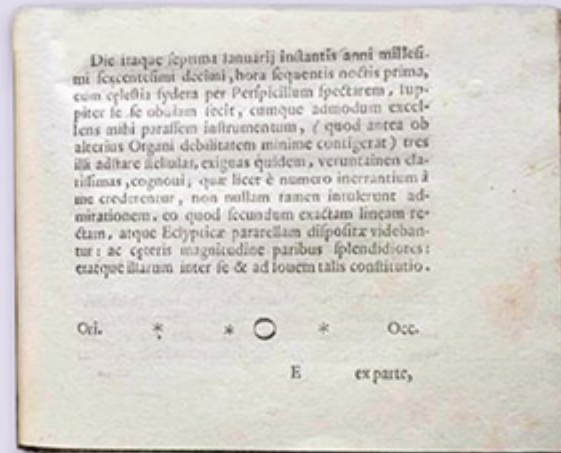 Die itaque septima Ianuarij instantis anni millesi-
mi sexcentesimi decimi, hora sequentis noctis prima,
cum cęlestia sydera per Perspicillum spectarem, Iup-
piter se se obuiam fecit, cumque admodum excel-
lens mihi parassem instrumentum, (quod antea ob
alterius Organi debilitatem minime contigerat) tres
illi adstare stellulas, exiguas quidem, veruntamen cla-
rissimas, cognoui; quæ licet è numero inerrantium à
me crederentur, non nullam tamen intulerunt ad-
mirationem, eo quod secundum exactam lineam re-
ctam, atque Eclypticæ pararellam dispositæ videban-
tur: ac cęteris magnitudine paribus splendidiores:
eratque illarum inter se & ad Iouem talis constitutio.
Ori. * * O * Occ.
E ex parte,